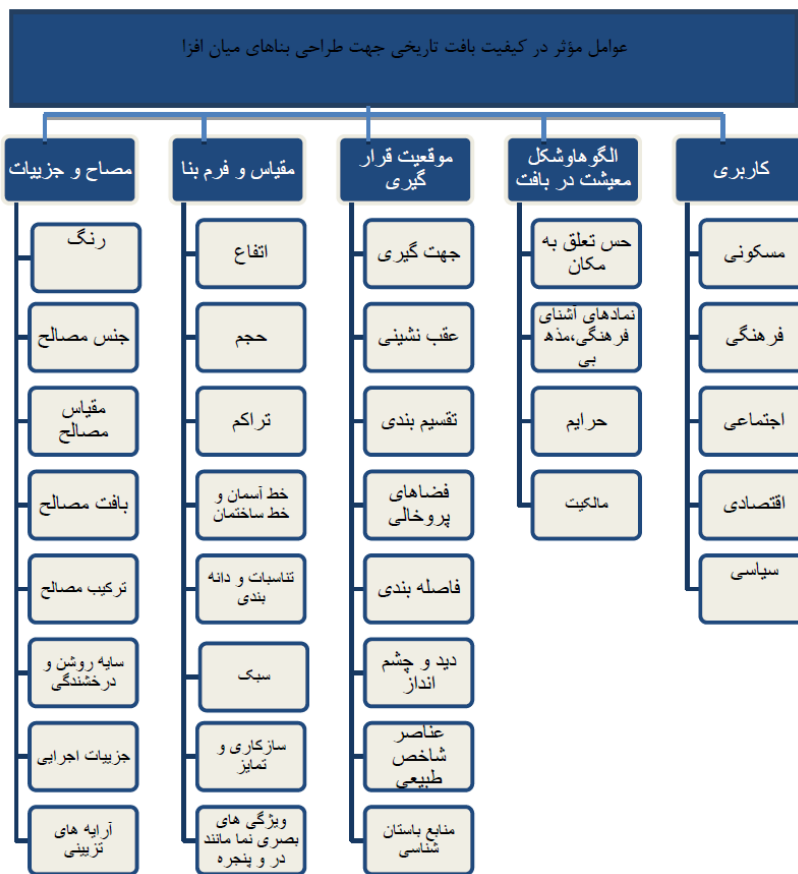 عوامل مؤثر در کیفیت بافت تاریخی جهت طراحی بناهای میان افزا
کاربری
مسکونی
فرهنگی
اجتماعی
اقتصادی
سیاسی
الگوهاوشکل
معیشت در بافت
حس تعلق به
مکان
نمادهای آشنای
فرهنگی،مذه
بی
حرایم
مالکیت
موقعیت قرار
گیری
جهت گیری
عقب نشینی
تقسیم بندی
فضاهای
پروخالی
فاصله بندی
دید و چشم
انداز
عناصر
شاخص
طبیعی
منابع باستان
شناسی
مقیاس و فرم بنا
اتفاع
حجم
تراکم
خط آسمان و
خط ساختمان
تناسبات و دانه
بندی
سبک
سازکاری و
تمایز
ویژگی های
بصری نما مانند
در و پنجره
مصاح و جزییات
رنگ
جنس مصالح
مقیاس
مصالح
بافت مصالح
ترکیب مصالح
سایه روشن و
درخشندگی
جزییات اجرایی
آرایه های
تزیینی